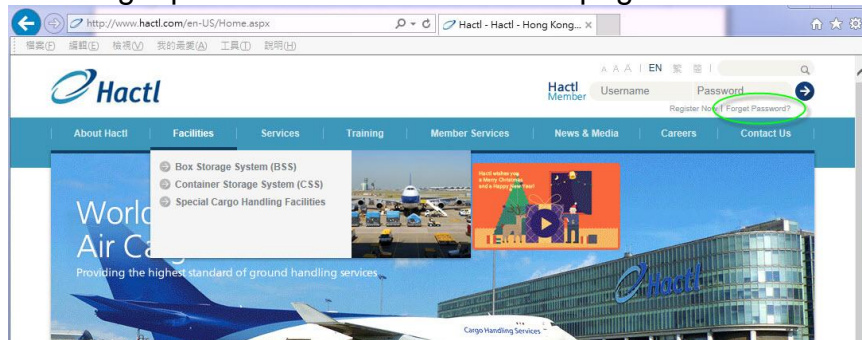 http://www.hactl.com/en-US/Home.aspx
Hactl - Hactl - Hong Kong...
檔案(F) 編輯(E) 檢視(V) 我的最愛(A) 工具(T) 說明(H)
A A A | EN 繁 簡 |
Hactl
Hactl
Member
Username
Password
Register Now | Forget Password?
About Hactl
Facilities
Services
Training
Member Services
News & Media
Careers
Contact Us
Box Storage System (BSS)
Container Storage System (CSS)
Special Cargo Handling Facilities
Hactl wishes you
a Merry Christmas
and a Happy New Year!
Worl
Air Ca
Providing the highest standard of ground handling services
Hactl
Cargo Handling Services